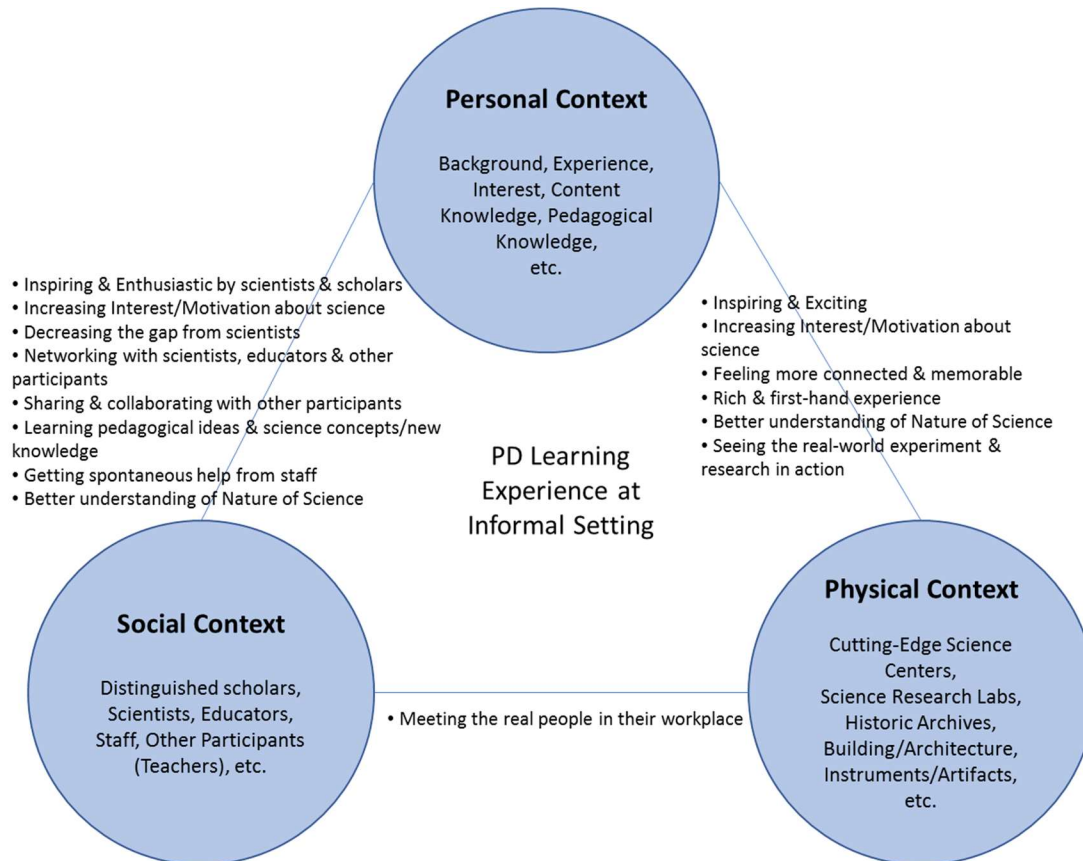 Personal Context
Background, Experience,
Interest, Content
Knowledge, Pedagogical
Knowledge,
etc.
• Inspiring & Enthusiastic by scientists & scholars
• Increasing Interest/Motivation about science
• Decreasing the gap from scientists
• Networking with scientists, educators & other
participants
• Sharing & collaborating with other participants
• Learning pedagogical ideas & science concepts/new
knowledge
• Getting spontaneous help from staff
• Better understanding of Nature of Science
• Inspiring & Exciting
• Increasing Interest/Motivation about
science
• Feeling more connected & memorable
• Rich & first-hand experience
• Better understanding of Nature of Science
• Seeing the real-world experiment &
research in action
PD Learning
Experience at
Informal Setting
Social Context
Distinguished scholars,
Scientists, Educators,
Staff, Other Participants
(Teachers), etc.
• Meeting the real people in their workplace
Physical Context
Cutting-Edge Science
Centers,
Science Research Labs,
Historic Archives,
Building/Architecture,
Instruments/Artifacts,
etc.